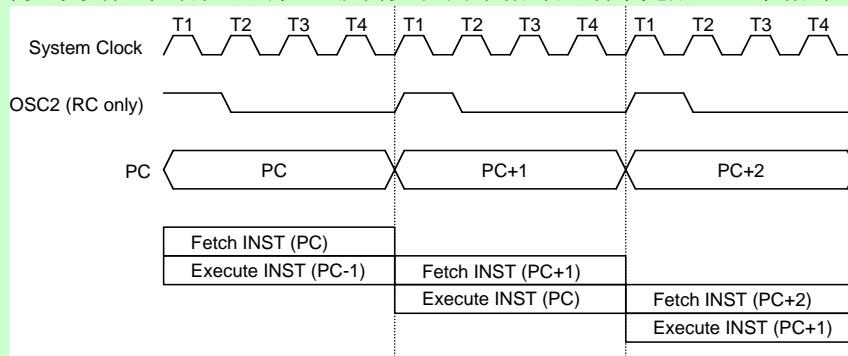 T1 T2 T3 T4 T1 T2 T3 T4 T1 T2 T3 T4
System Clock
OSC2 (RC only)
PC PC PC+1 PC+2
Fetch INST (PC)
Execute INST (PC-1) Fetch INST (PC+1)
Execute INST (PC) Fetch INST (PC+2)
Execute INST (PC+1)